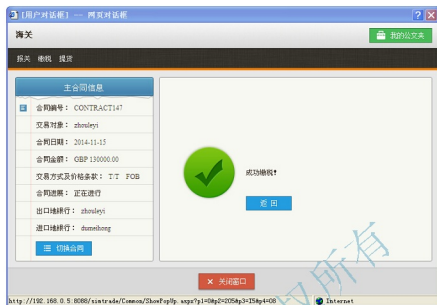 [用户对话框] -- 网页对话框
海关
我的公文夹
报关 缴税 提货
主合同信息
合同编号： CONTRACT147
交易对象： zhouleyi
合同日期： 2014-11-15
合同金额： GBP 130000.00
交易方式及价格条款： T/T FOB
合同进展： 正在进行
出口地银行： zhouleyi
进口地银行： dumeihong
切换合同
成功缴税!
返 回
关闭窗口
http://192.168.0.5:8088/simtrade/Common/ShowPopUp.aspx?p1=0&p2=205&p3=15&p4=08
Internet
权所有